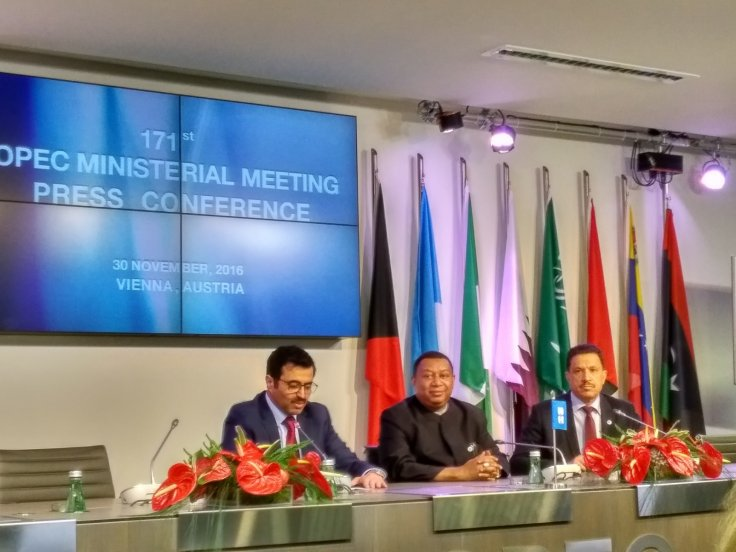 171st
OPEC MINISTERIAL MEETING
PRESS CONFERENCE
30 NOVEMBER, 2016
VIENNA, AUSTRIA